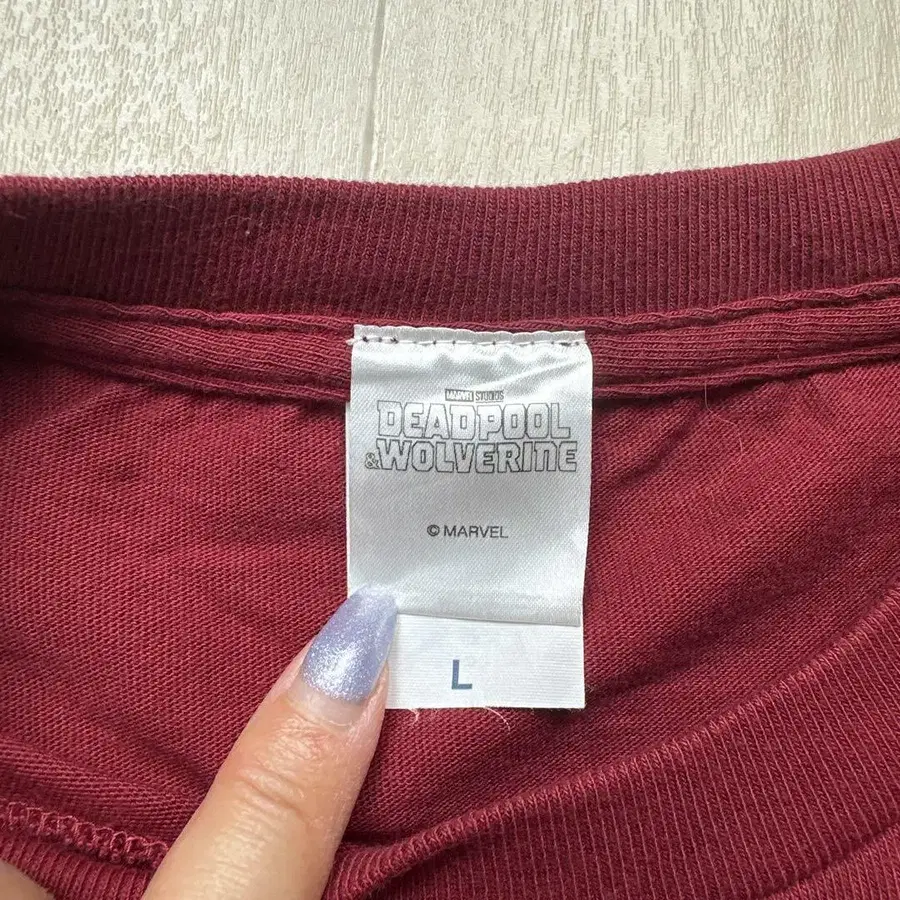 MARVEL STUDIOS
DEADPOOL
& WOLVERINE
© MARVEL
L